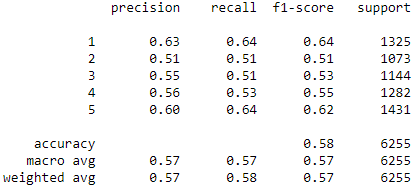 precision recall f1-score support
1 0.63 0.64 0.64 1325
2 0.51 0.51 0.51 1073
3 0.55 0.51 0.53 1144
4 0.56 0.53 0.55 1282
5 0.60 0.64 0.62 1431
accuracy 0.58 6255
macro avg 0.57 0.57 0.57 6255
weighted avg 0.57 0.58 0.57 6255